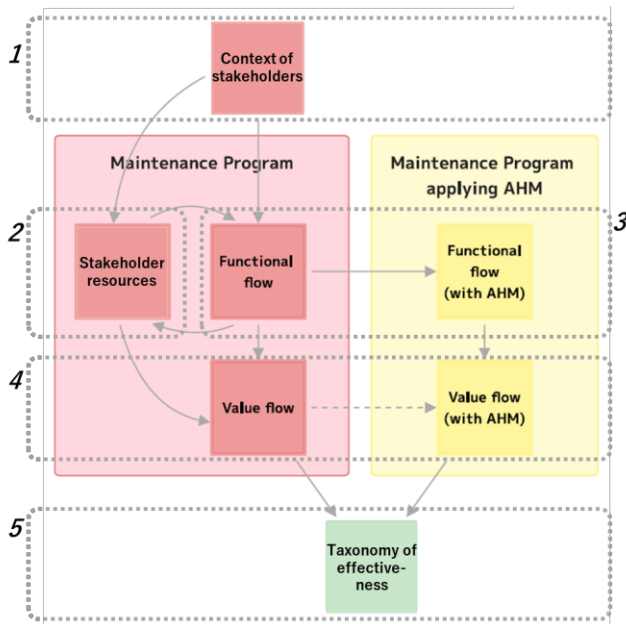 1
Context of
stakeholders
Maintenance Program
Maintenance Program
applying AHM
2
3
Stakeholder
resources
Functional
flow
Functional
flow
(with AHM)
4
Value flow
Value flow
(with AHM)
5
Taxonomy of
effective-
ness